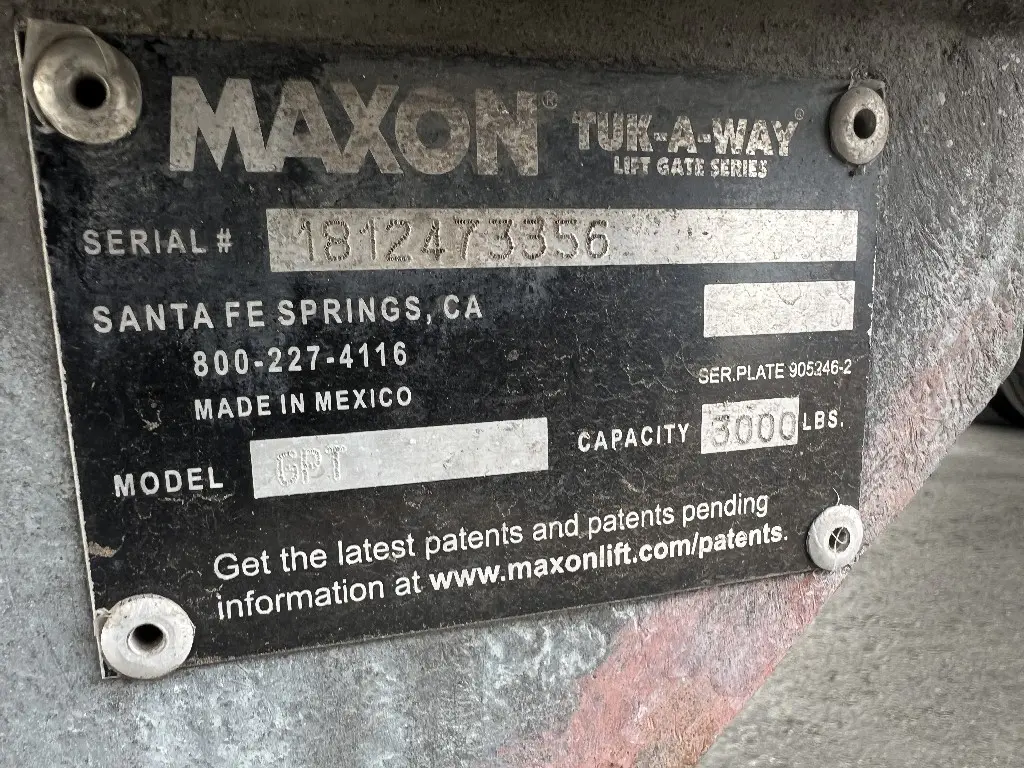 MAXON® TUK-A-WAY®
LIFT GATE SERIES
SERIAL # 1812473356
SANTA FE SPRINGS, CA
800-227-4116
MADE IN MEXICO
SER.PLATE 905246-2
MODEL GPT
CAPACITY 3000 LBS.
Get the latest patents and patents pending
information at www.maxonlift.com/patents.